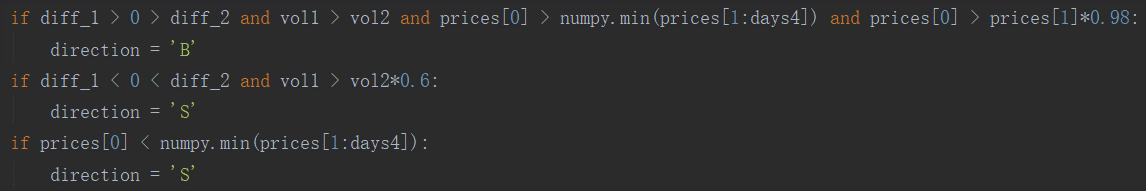 if diff_1 > 0 > diff_2 and vol1 > vol2 and prices[0] > numpy.min(prices[1:days4]) and prices[0] > prices[1]*0.98:
    direction = 'B'
if diff_1 < 0 < diff_2 and vol1 > vol2*0.6:
    direction = 'S'
if prices[0] < numpy.min(prices[1:days4]):
    direction = 'S'